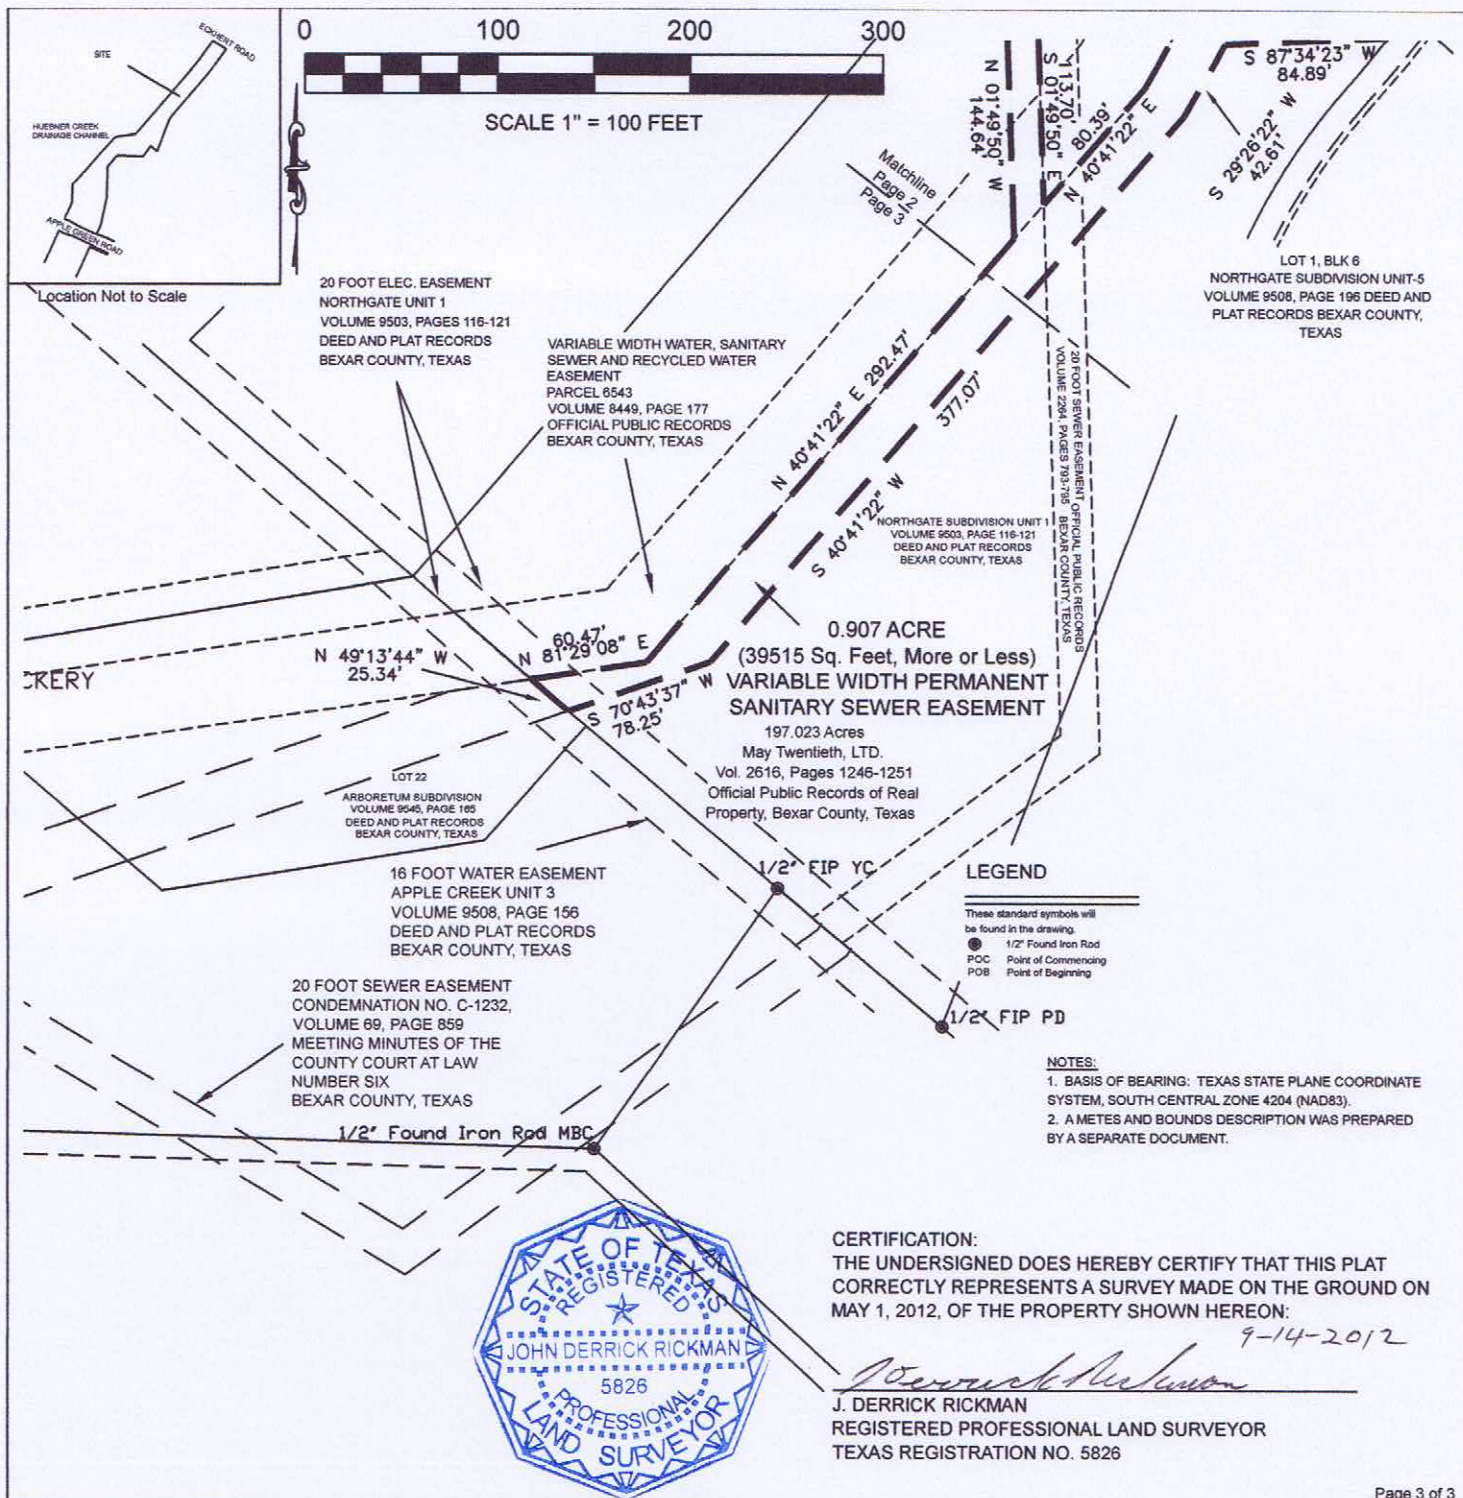 0 100 200 300
SCALE 1" = 100 FEET
ECKHERT ROAD
SITE
HUEBNER CREEK
DRAINAGE CHANNEL
APPLE GREEN ROAD
Location Not to Scale
N 01°49'50" W
144.64'
113.70'
S 01°49'50" E
80.39'
N 40°41'22" E
S 87°34'23" W
84.89'
S 29°26'22" W
42.61'
Matchline
Page 2
Page 3
LOT 1, BLK 6
NORTHGATE SUBDIVISION UNIT-5
VOLUME 9508, PAGE 196 DEED AND
PLAT RECORDS BEXAR COUNTY,
TEXAS
20 FOOT ELEC. EASEMENT
NORTHGATE UNIT 1
VOLUME 9503, PAGES 116-121
DEED AND PLAT RECORDS
BEXAR COUNTY, TEXAS
VARIABLE WIDTH WATER, SANITARY
SEWER AND RECYCLED WATER
EASEMENT
PARCEL 6543
VOLUME 8449, PAGE 177
OFFICIAL PUBLIC RECORDS
BEXAR COUNTY, TEXAS
N 40°41'22" E 292.47'
377.07'
S 40°41'22" W
20 FOOT SEWER EASEMENT OFFICIAL PUBLIC RECORDS
VOLUME 2264, PAGES 793-795 BEXAR COUNTY, TEXAS
NORTHGATE SUBDIVISION UNIT 1
VOLUME 9503, PAGE 116-121
DEED AND PLAT RECORDS
BEXAR COUNTY, TEXAS
60.47'
N 81°29'08" E
N 49°13'44" W
25.34'
CKERY
S 70°43'37" W
78.25'
0.907 ACRE
(39515 Sq. Feet, More or Less)
VARIABLE WIDTH PERMANENT
SANITARY SEWER EASEMENT
197.023 Acres
May Twentieth, LTD.
Vol. 2616, Pages 1246-1251
Official Public Records of Real
Property, Bexar County, Texas
LOT 22
ARBORETUM SUBDIVISION
VOLUME 9545, PAGE 165
DEED AND PLAT RECORDS
BEXAR COUNTY, TEXAS
16 FOOT WATER EASEMENT
APPLE CREEK UNIT 3
VOLUME 9508, PAGE 156
DEED AND PLAT RECORDS
BEXAR COUNTY, TEXAS
1/2" FIP YC
LEGEND
These standard symbols will
be found in the drawing.
1/2" Found Iron Rod
POC Point of Commencing
POB Point of Beginning
1/2" FIP PD
20 FOOT SEWER EASEMENT
CONDEMNATION NO. C-1232,
VOLUME 69, PAGE 859
MEETING MINUTES OF THE
COUNTY COURT AT LAW
NUMBER SIX
BEXAR COUNTY, TEXAS
1/2" Found Iron Rod MBC
NOTES:
1. BASIS OF BEARING: TEXAS STATE PLANE COORDINATE
SYSTEM, SOUTH CENTRAL ZONE 4204 (NAD83).
2. A METES AND BOUNDS DESCRIPTION WAS PREPARED
BY A SEPARATE DOCUMENT.
STATE OF TEXAS
REGISTERED
JOHN DERRICK RICKMAN
5826
PROFESSIONAL
LAND SURVEYOR
CERTIFICATION:
THE UNDERSIGNED DOES HEREBY CERTIFY THAT THIS PLAT
CORRECTLY REPRESENTS A SURVEY MADE ON THE GROUND ON
MAY 1, 2012, OF THE PROPERTY SHOWN HEREON:
9-14-2012
J Derrick Rickman
J. DERRICK RICKMAN
REGISTERED PROFESSIONAL LAND SURVEYOR
TEXAS REGISTRATION NO. 5826
Page 3 of 3